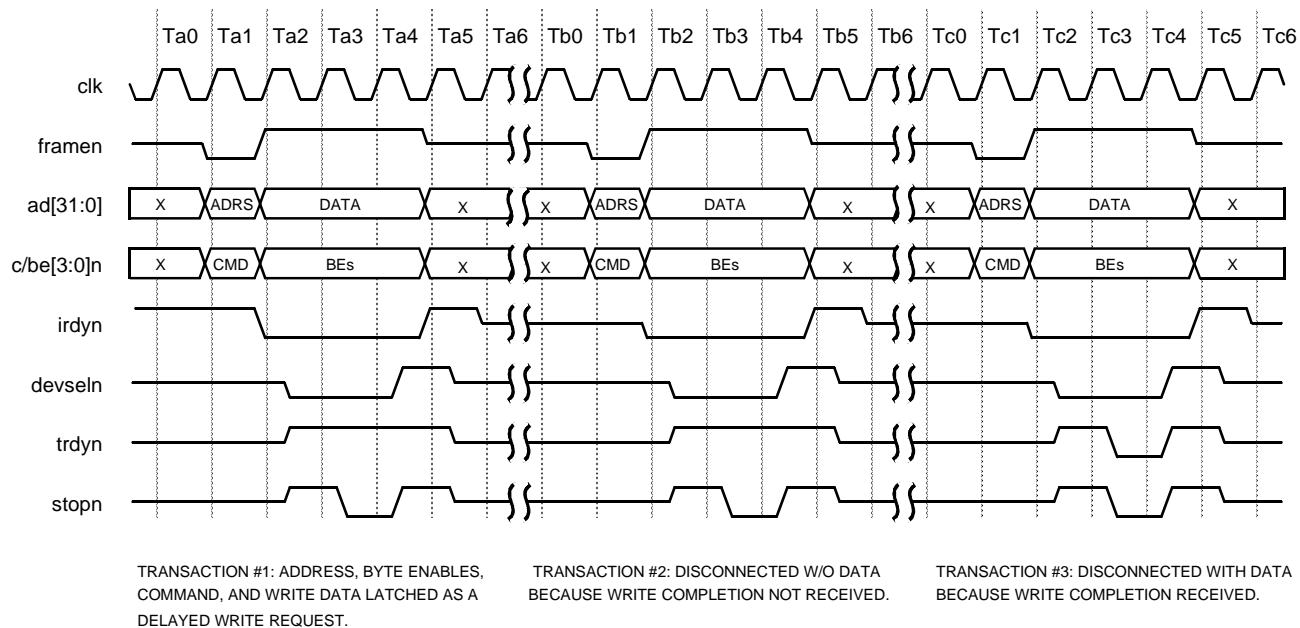 Ta0 Ta1 Ta2 Ta3 Ta4 Ta5 Ta6 Tb0 Tb1 Tb2 Tb3 Tb4 Tb5 Tb6 Tc0 Tc1 Tc2 Tc3 Tc4 Tc5 Tc6
clk
framen
ad[31:0] X ADRS DATA X X ADRS DATA X X ADRS DATA X
c/be[3:0]n X CMD BEs X X CMD BEs X X CMD BEs X
irdyn
devseln
trdyn
stopn
TRANSACTION #1: ADDRESS, BYTE ENABLES,
COMMAND, AND WRITE DATA LATCHED AS A
DELAYED WRITE REQUEST.
TRANSACTION #2: DISCONNECTED W/O DATA
BECAUSE WRITE COMPLETION NOT RECEIVED.
TRANSACTION #3: DISCONNECTED WITH DATA
BECAUSE WRITE COMPLETION RECEIVED.